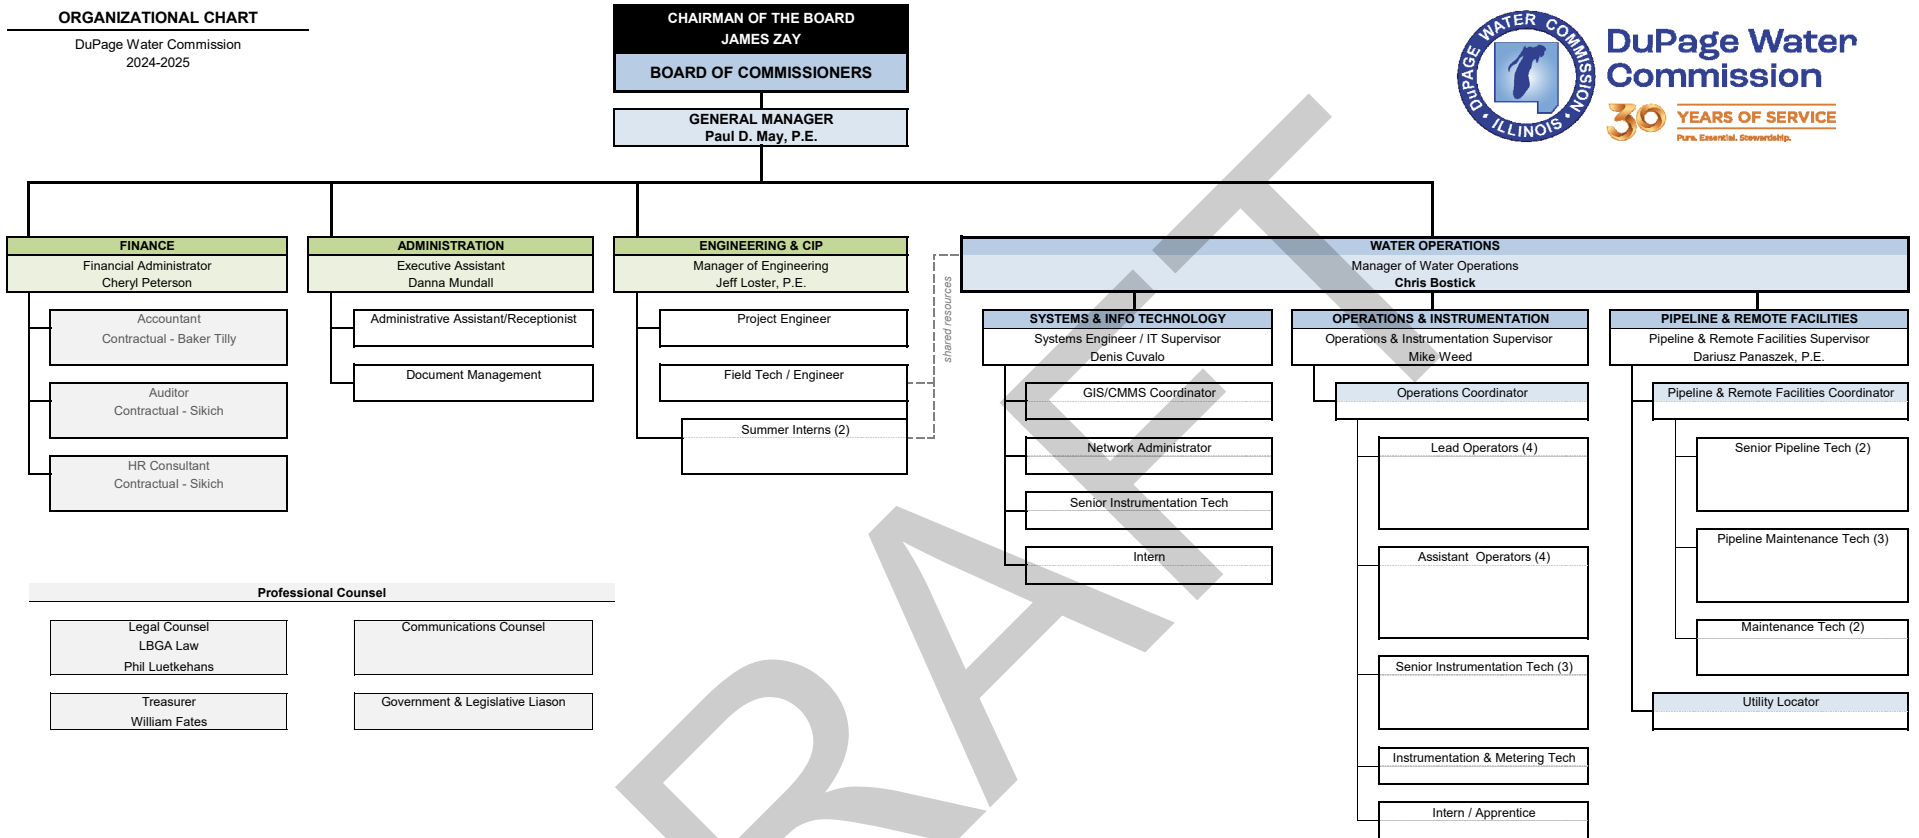 ORGANIZATIONAL CHART
DuPage Water Commission
2024-2025
CHAIRMAN OF THE BOARD
JAMES ZAY
BOARD OF COMMISSIONERS
GENERAL MANAGER
Paul D. May, P.E.
DuPAGE WATER COMMISSION
ILLINOIS
DuPage Water
Commission
30 YEARS OF SERVICE
Pure. Essential. Stewardship.
FINANCE
Financial Administrator
Cheryl Peterson
Accountant
Contractual - Baker Tilly
Auditor
Contractual - Sikich
HR Consultant
Contractual - Sikich
ADMINISTRATION
Executive Assistant
Danna Mundall
Administrative Assistant/Receptionist
Document Management
ENGINEERING & CIP
Manager of Engineering
Jeff Loster, P.E.
Project Engineer
Field Tech / Engineer
Summer Interns (2)
shared resources
WATER OPERATIONS
Manager of Water Operations
Chris Bostick
SYSTEMS & INFO TECHNOLOGY
Systems Engineer / IT Supervisor
Denis Cuvalo
GIS/CMMS Coordinator
Network Administrator
Senior Instrumentation Tech
Intern
OPERATIONS & INSTRUMENTATION
Operations & Instrumentation Supervisor
Mike Weed
Operations Coordinator
Lead Operators (4)
Assistant  Operators (4)
Senior Instrumentation Tech (3)
Instrumentation & Metering Tech
Intern / Apprentice
PIPELINE & REMOTE FACILITIES
Pipeline & Remote Facilities Supervisor
Dariusz Panaszek, P.E.
Pipeline & Remote Facilities Coordinator
Senior Pipeline Tech (2)
Pipeline Maintenance Tech (3)
Maintenance Tech (2)
Utility Locator
Professional Counsel
Legal Counsel
LBGA Law
Phil Luetkehans
Communications Counsel
Treasurer
William Fates
Government & Legislative Liason
RAFT